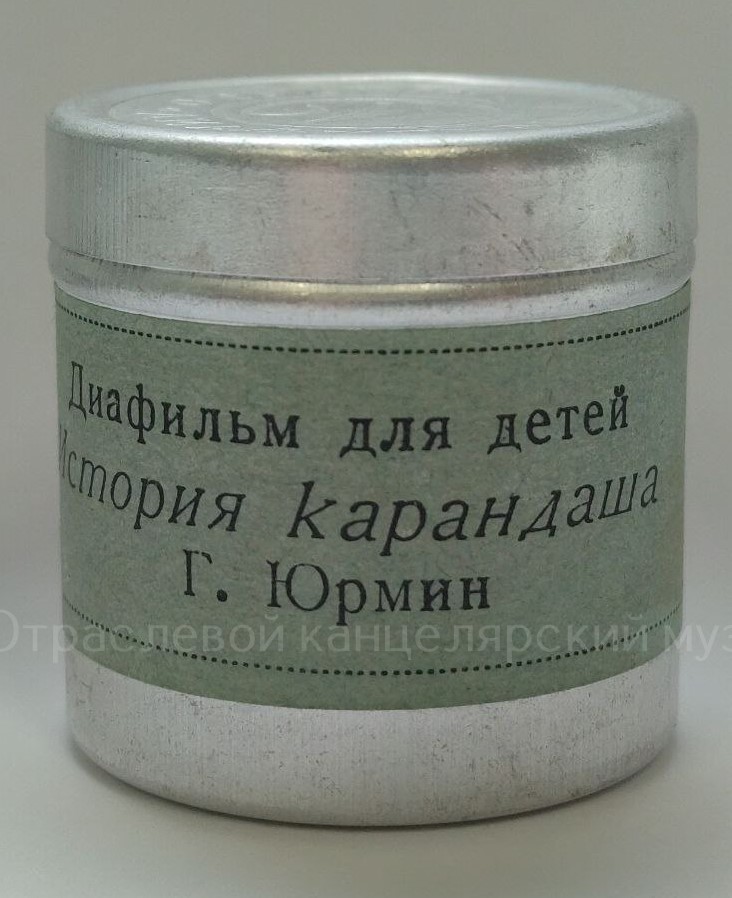 Диафильм для детей
История карандаша
Г. Юрмин
Отраслевой канцелярский муз